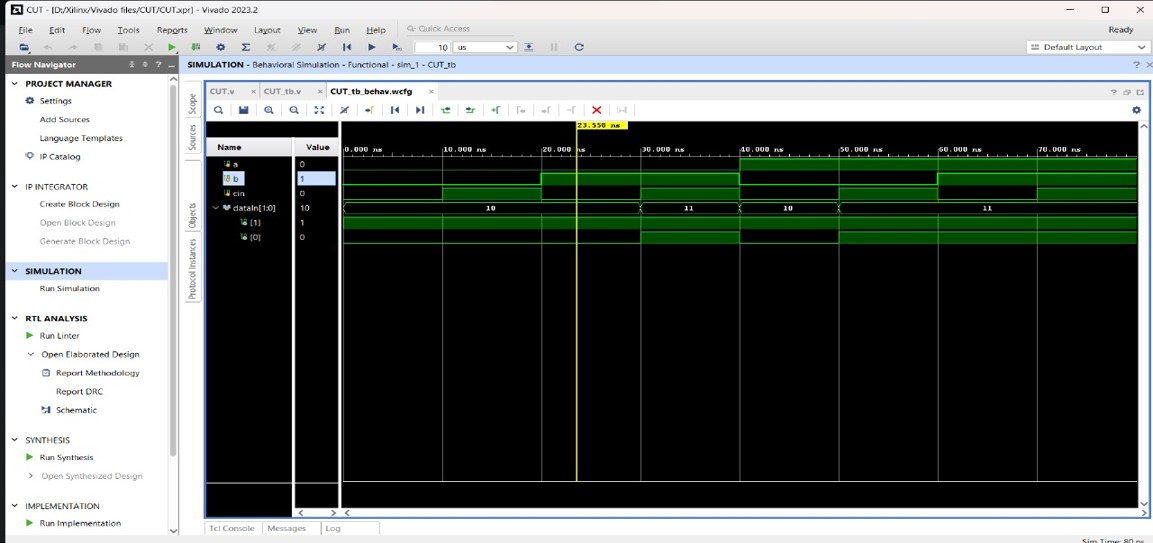 CUT - [D:/Xilinx/Vivado files/CUT/CUT.xpr] - Vivado 2023.2
File Edit Flow Tools Reports Window Layout View Run Help Quick Access Ready
10 us Default Layout
Flow Navigator
SIMULATION - Behavioral Simulation - Functional - sim_1 - CUT_tb
PROJECT MANAGER
Settings
Add Sources
Language Templates
IP Catalog
IP INTEGRATOR
Create Block Design
Open Block Design
Generate Block Design
SIMULATION
Run Simulation
RTL ANALYSIS
Run Linter
Open Elaborated Design
Report Methodology
Report DRC
Schematic
SYNTHESIS
Run Synthesis
Open Synthesized Design
IMPLEMENTATION
Run Implementation
Scope
Sources
Objects
Protocol Instances
CUT.v CUT_tb.v CUT_tb_behav.wcfg
23.550 ns
Name Value 0.000 ns 10.000 ns 20.000 ns 30.000 ns 40.000 ns 50.000 ns 60.000 ns 70.000 ns
a 0
b 1
cin 0
dataIn[1:0] 10 10 11 10 11
[1] 1
[0] 0
Tcl Console Messages Log
Sim Time: 80 ns